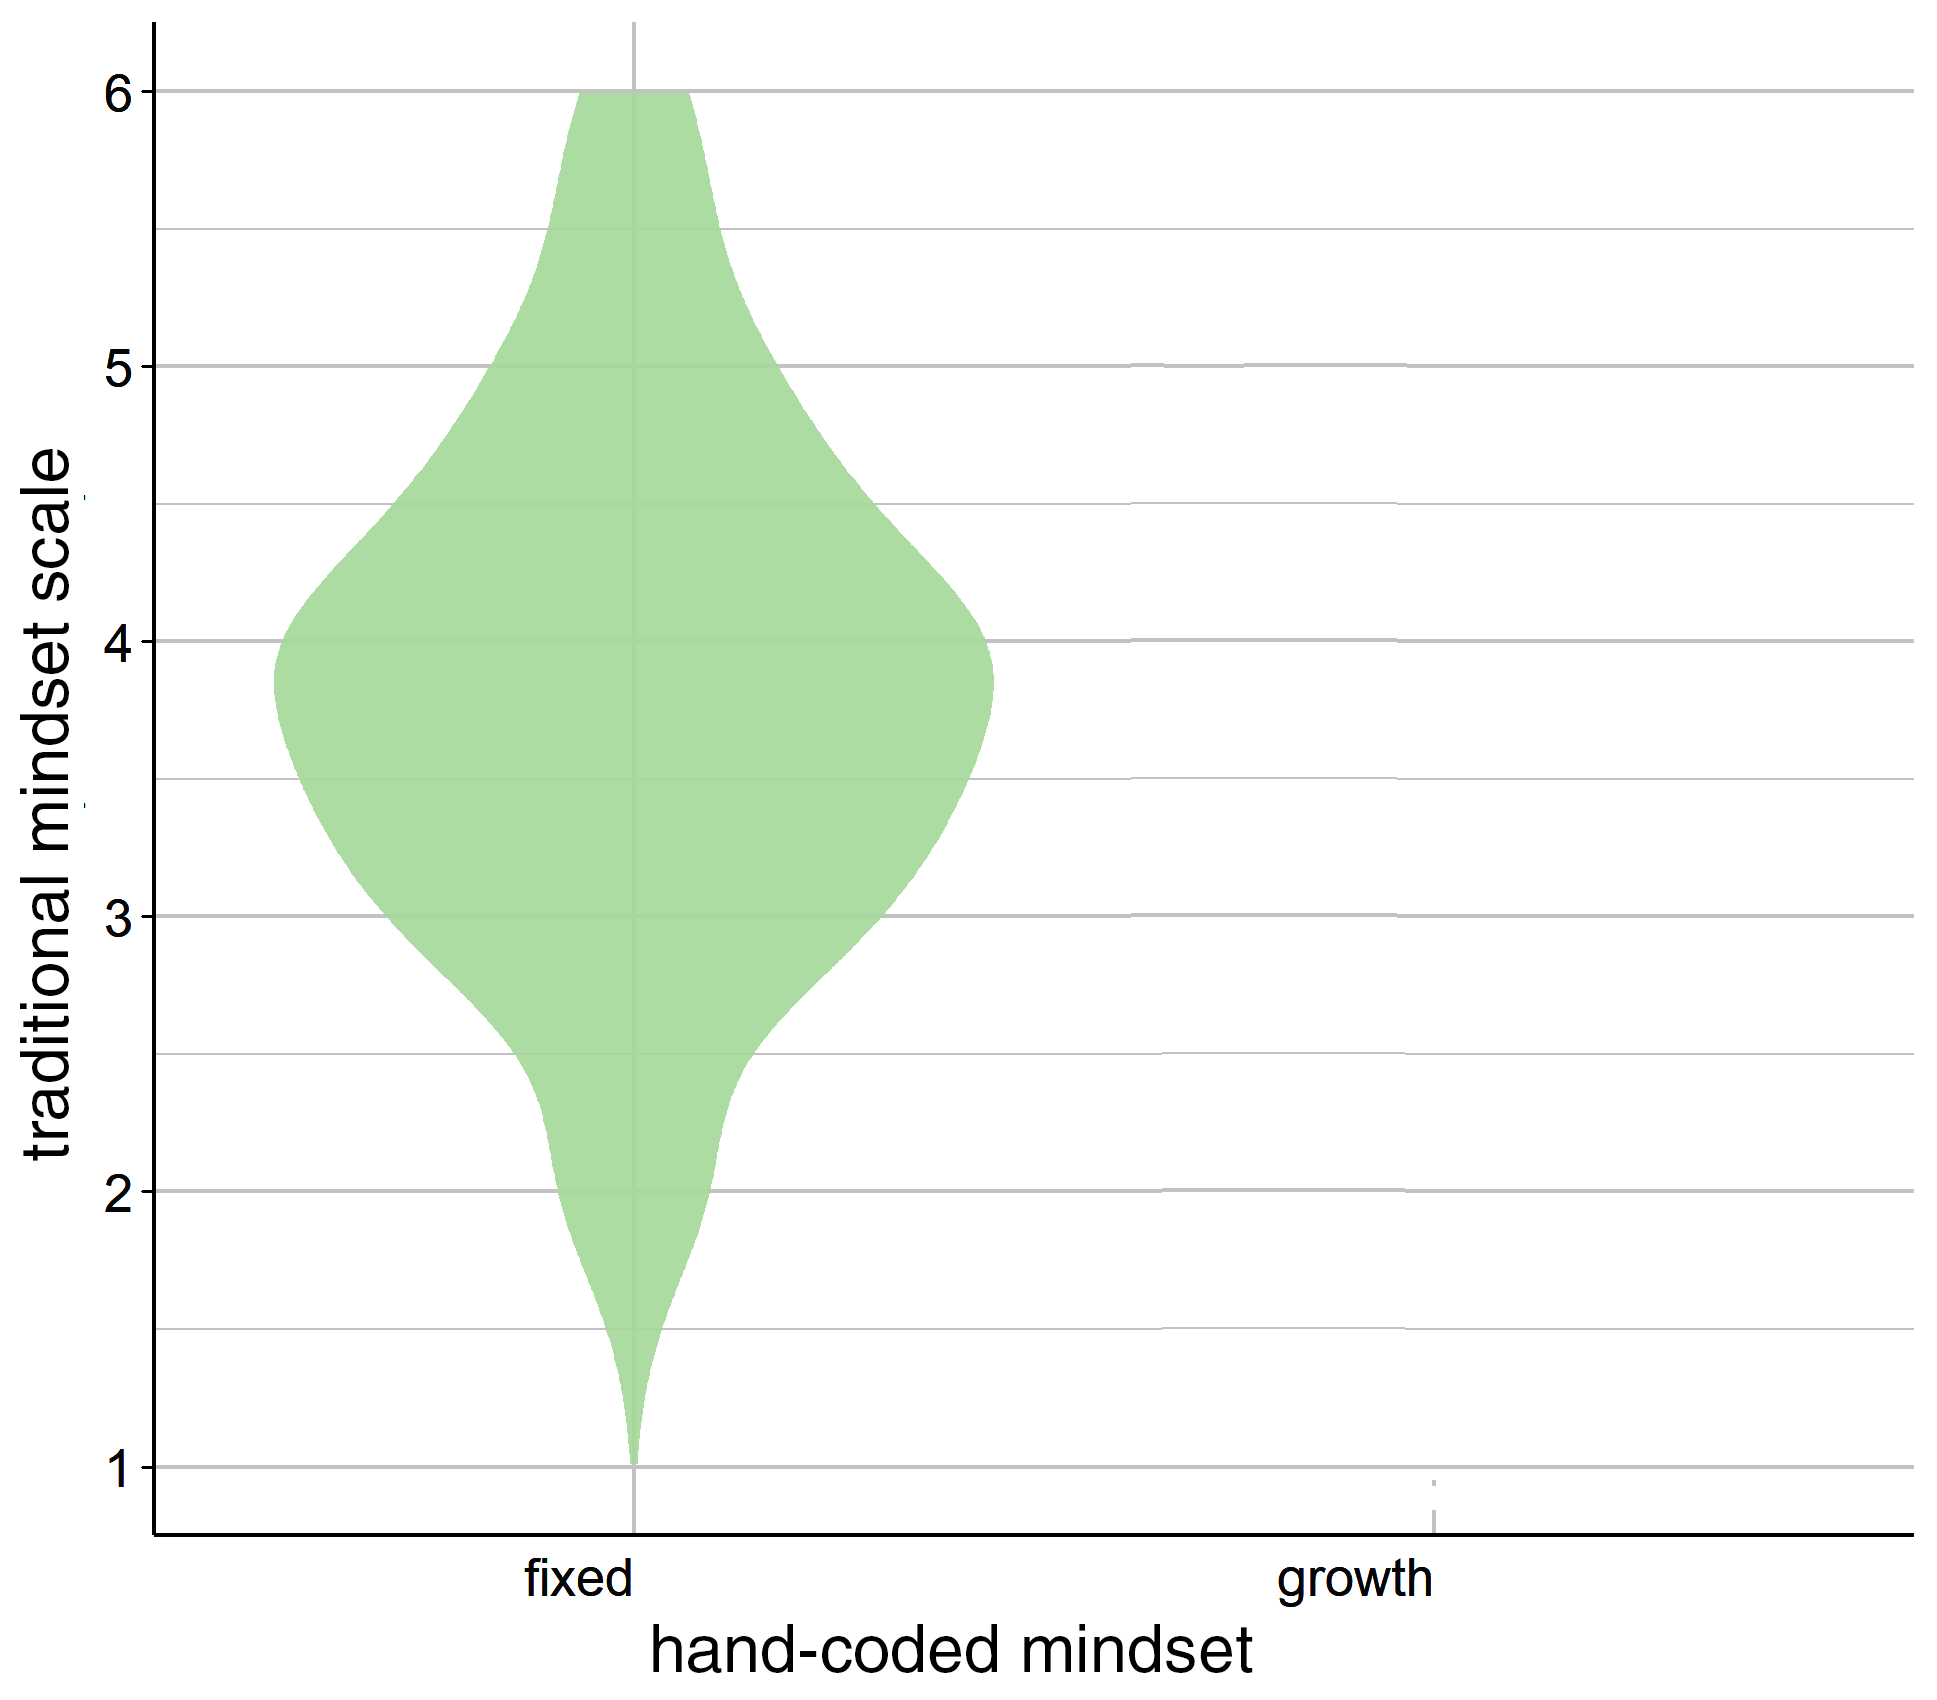 traditional mindset scale
6
5
4
3
2
1
fixed growth
hand-coded mindset